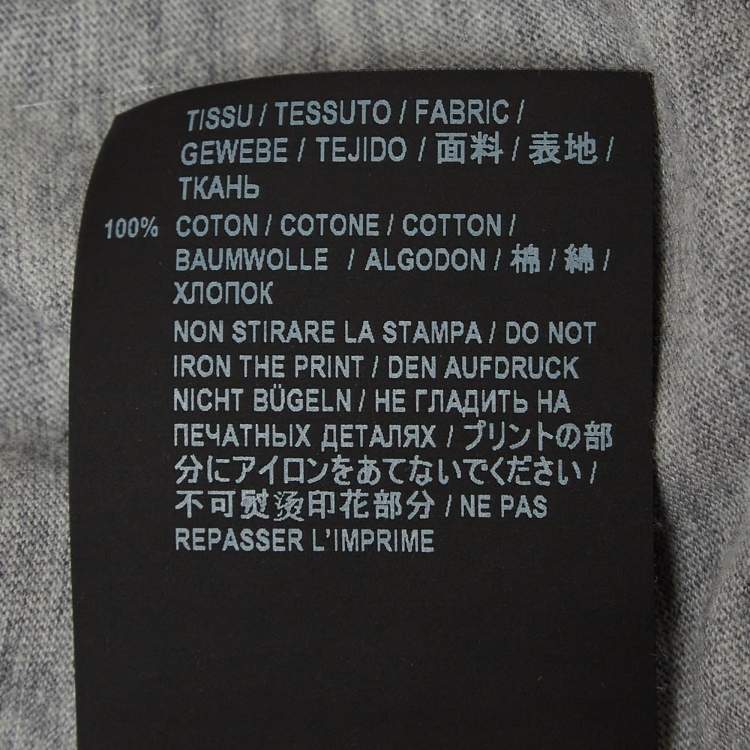 TISSU / TESSUTO / FABRIC /
GEWEBE / TEJIDO / 面料 / 表地 /
ТКАНЬ
100% COTON / COTONE / COTTON /
BAUMWOLLE / ALGODON / 棉 / 綿 /
ХЛОПОК
NON STIRARE LA STAMPA / DO NOT
IRON THE PRINT / DEN AUFDRUCK
NICHT BÜGELN / НЕ ГЛАДИТЬ НА
ПЕЧАТНЫХ ДЕТАЛЯХ / プリントの部
分にアイロンをあてないでください /
不可熨烫印花部分 / NE PAS
REPASSER L'IMPRIME